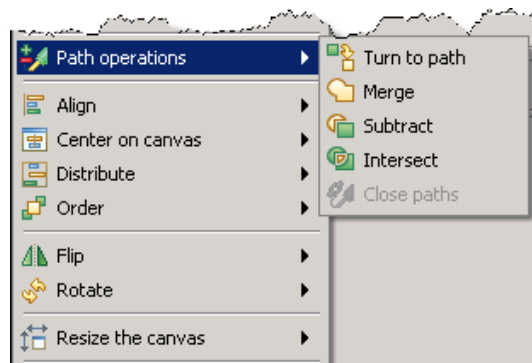 Path operations
Align
Center on canvas
Distribute
Order
Flip
Rotate
Resize the canvas
Turn to path
Merge
Subtract
Intersect
Close paths